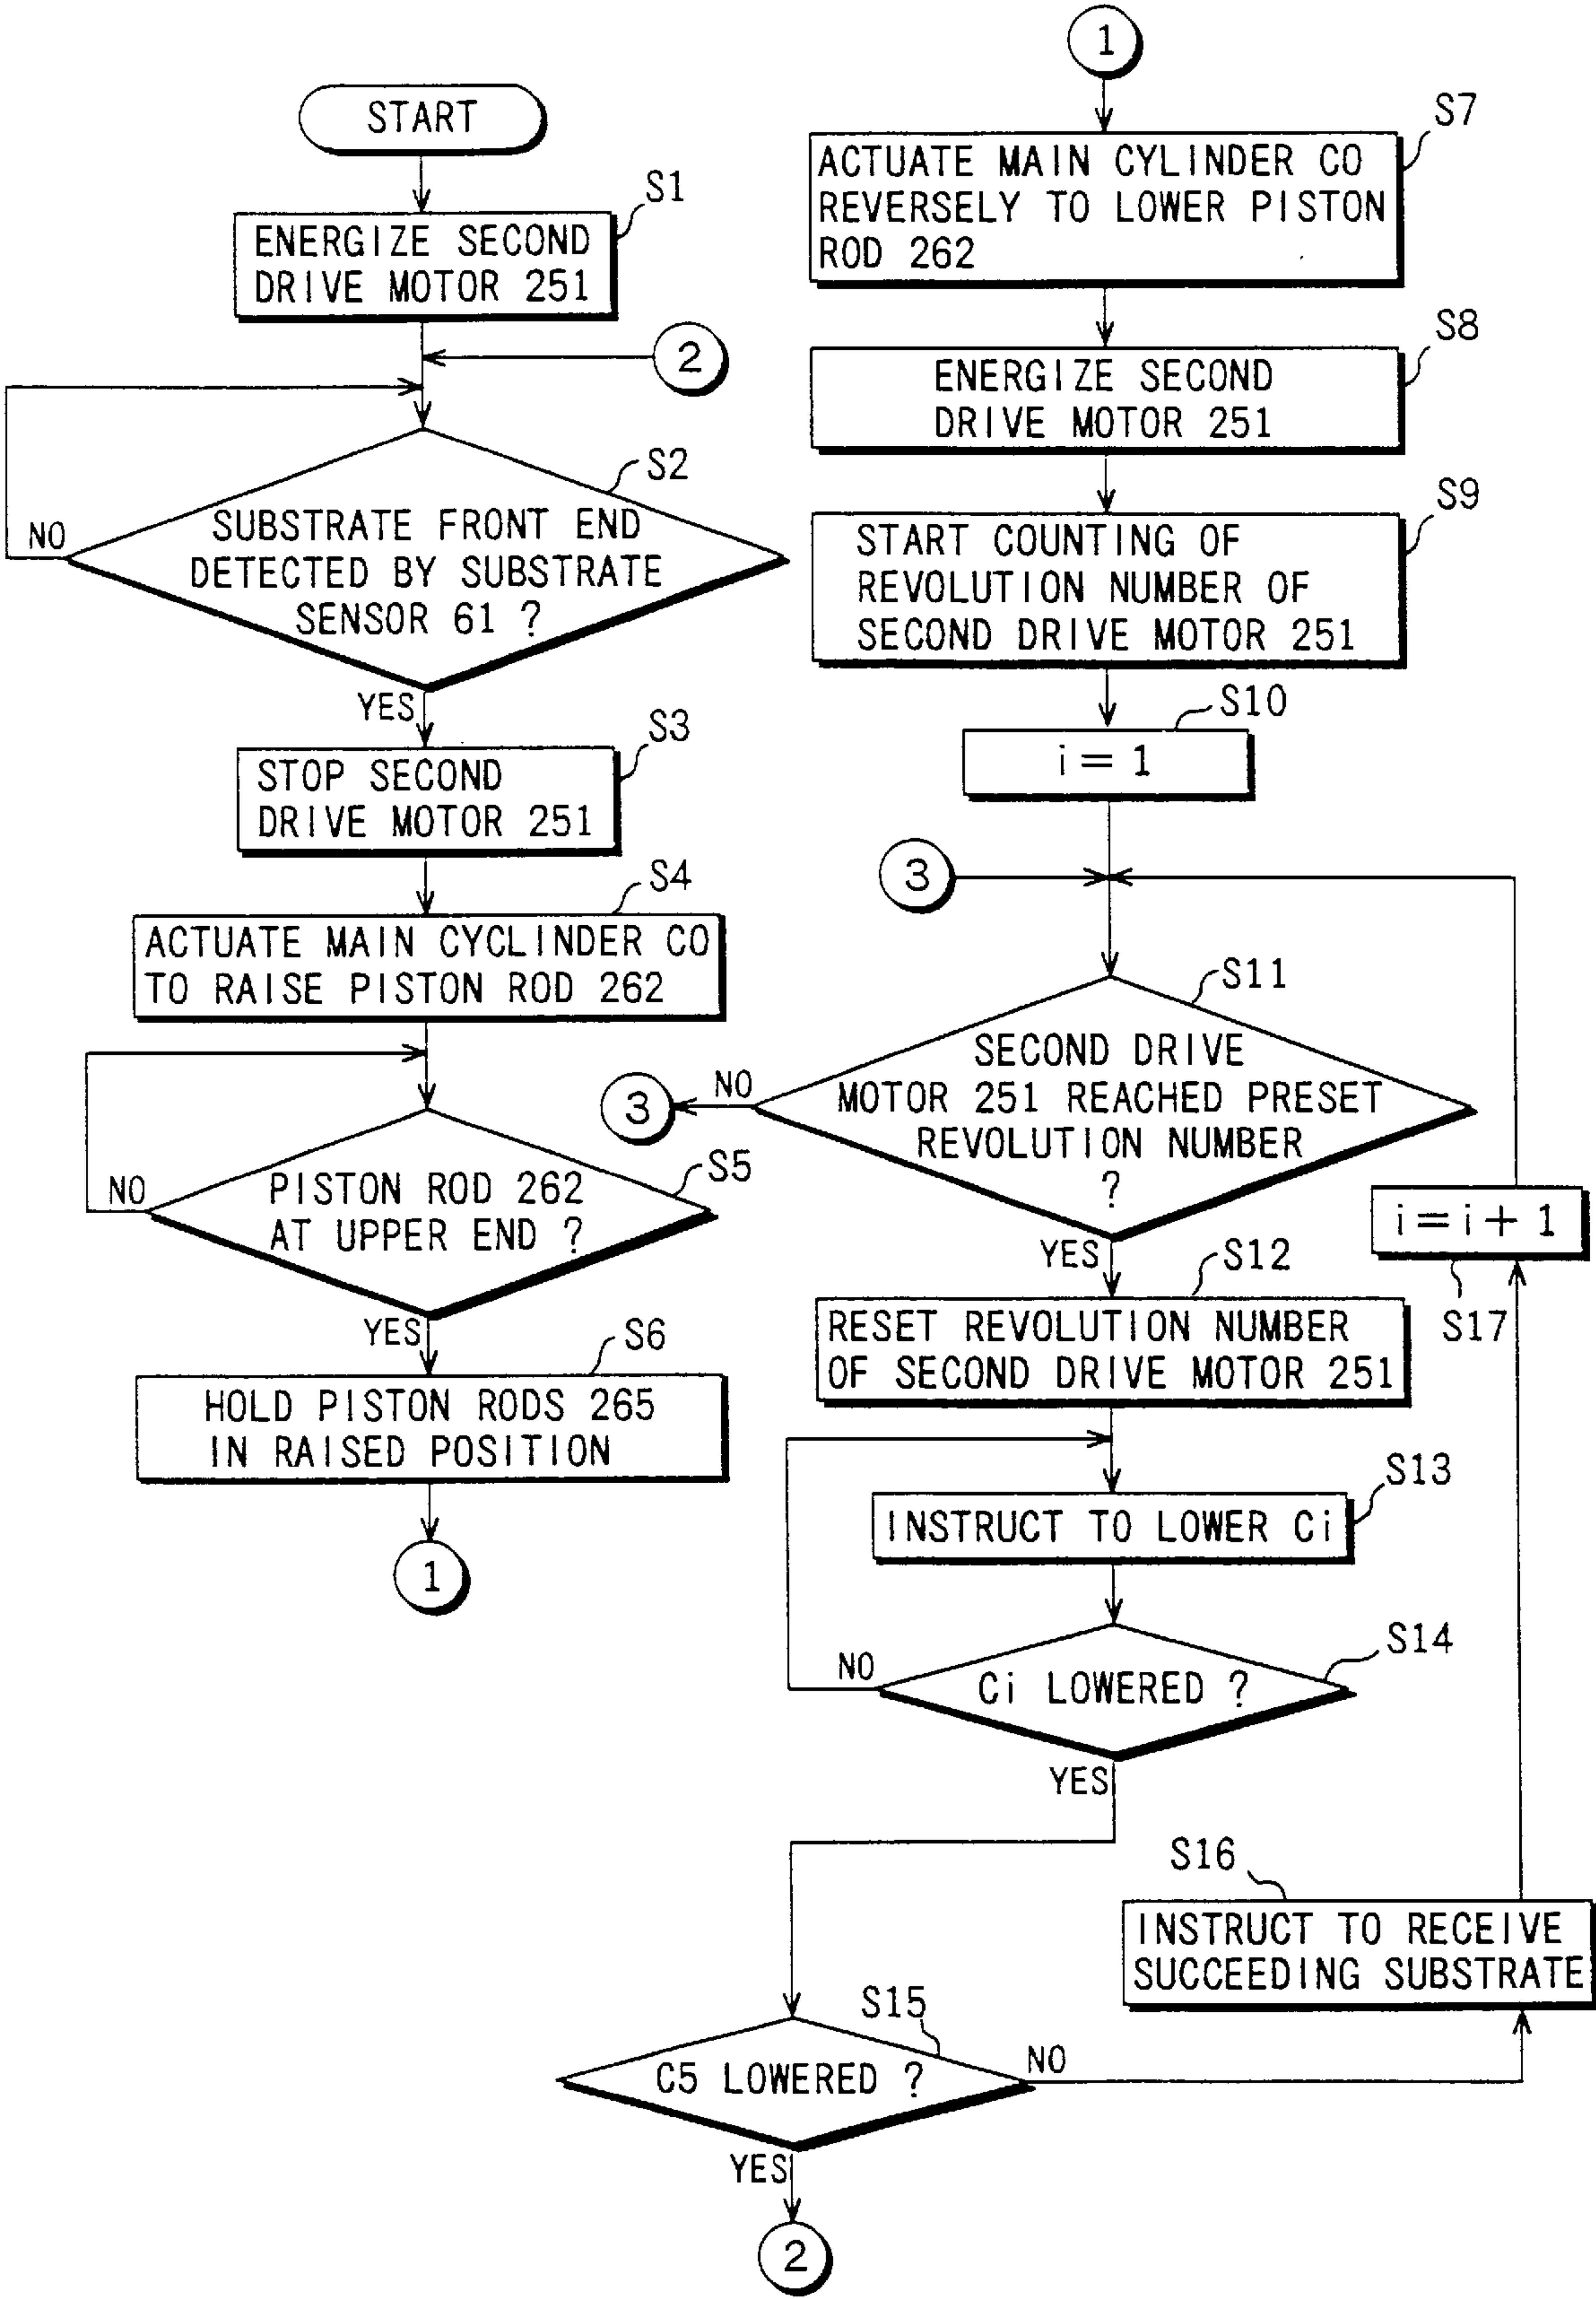 START
S1
ENERGIZE SECOND
DRIVE MOTOR 251
2
S2
SUBSTRATE FRONT END
DETECTED BY SUBSTRATE
SENSOR 61 ?
NO
YES
S3
STOP SECOND
DRIVE MOTOR 251
S4
ACTUATE MAIN CYCLINDER CO
TO RAISE PISTON ROD 262
S5
PISTON ROD 262
AT UPPER END ?
NO
YES
S6
HOLD PISTON RODS 265
IN RAISED POSITION
1
1
S7
ACTUATE MAIN CYLINDER CO
REVERSELY TO LOWER PISTON
ROD 262
S8
ENERGIZE SECOND
DRIVE MOTOR 251
S9
START COUNTING OF
REVOLUTION NUMBER OF
SECOND DRIVE MOTOR 251
S10
i = 1
3
S11
SECOND DRIVE
MOTOR 251 REACHED PRESET
REVOLUTION NUMBER
?
NO
3
YES
S12
RESET REVOLUTION NUMBER
OF SECOND DRIVE MOTOR 251
S13
INSTRUCT TO LOWER Ci
S14
Ci LOWERED ?
NO
YES
S15
C5 LOWERED ?
NO
YES
2
S16
INSTRUCT TO RECEIVE
SUCCEEDING SUBSTRATE
i = i + 1
S17